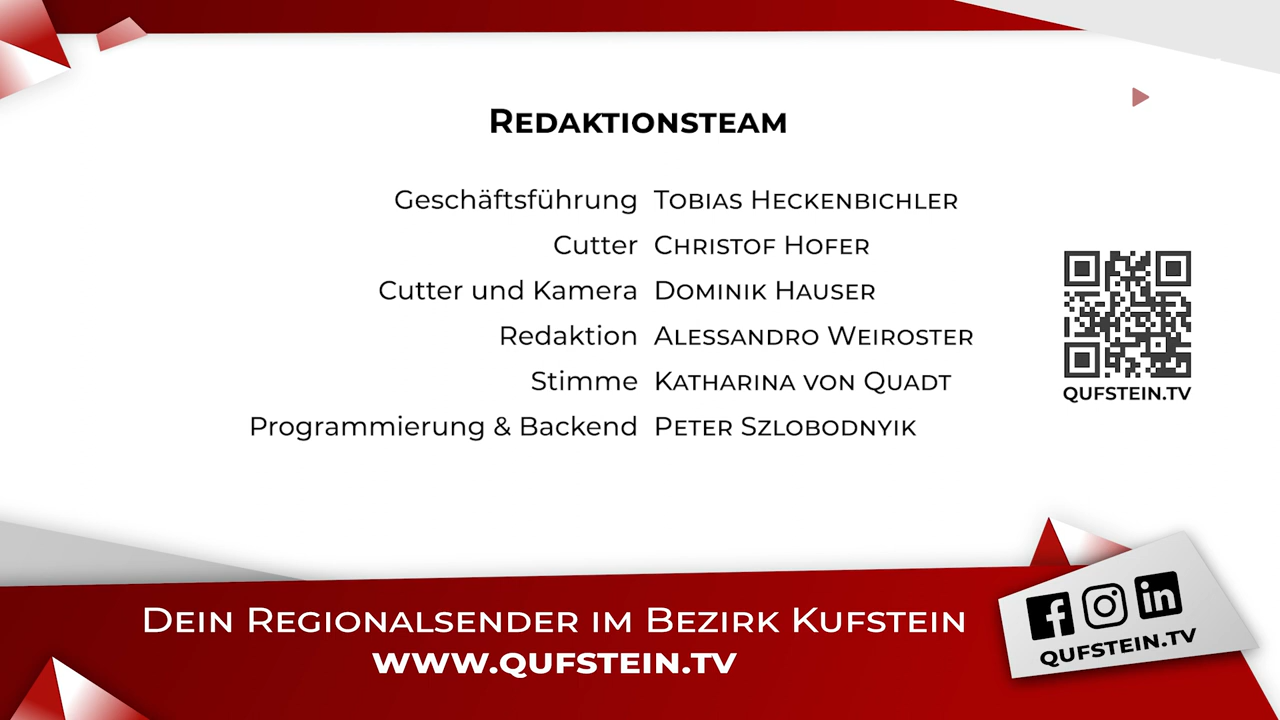 Redaktionsteam
Geschäftsführung Tobias Heckenbichler
Cutter Christof Hofer
Cutter und Kamera Dominik Hauser
Redaktion Alessandro Weiroster
Stimme Katharina von Quadt
Programmierung & Backend Peter Szlobodnyik
QUFSTEIN.TV
Dein Regionalsender im Bezirk Kufstein
www.qufstein.tv
QUFSTEIN.TV